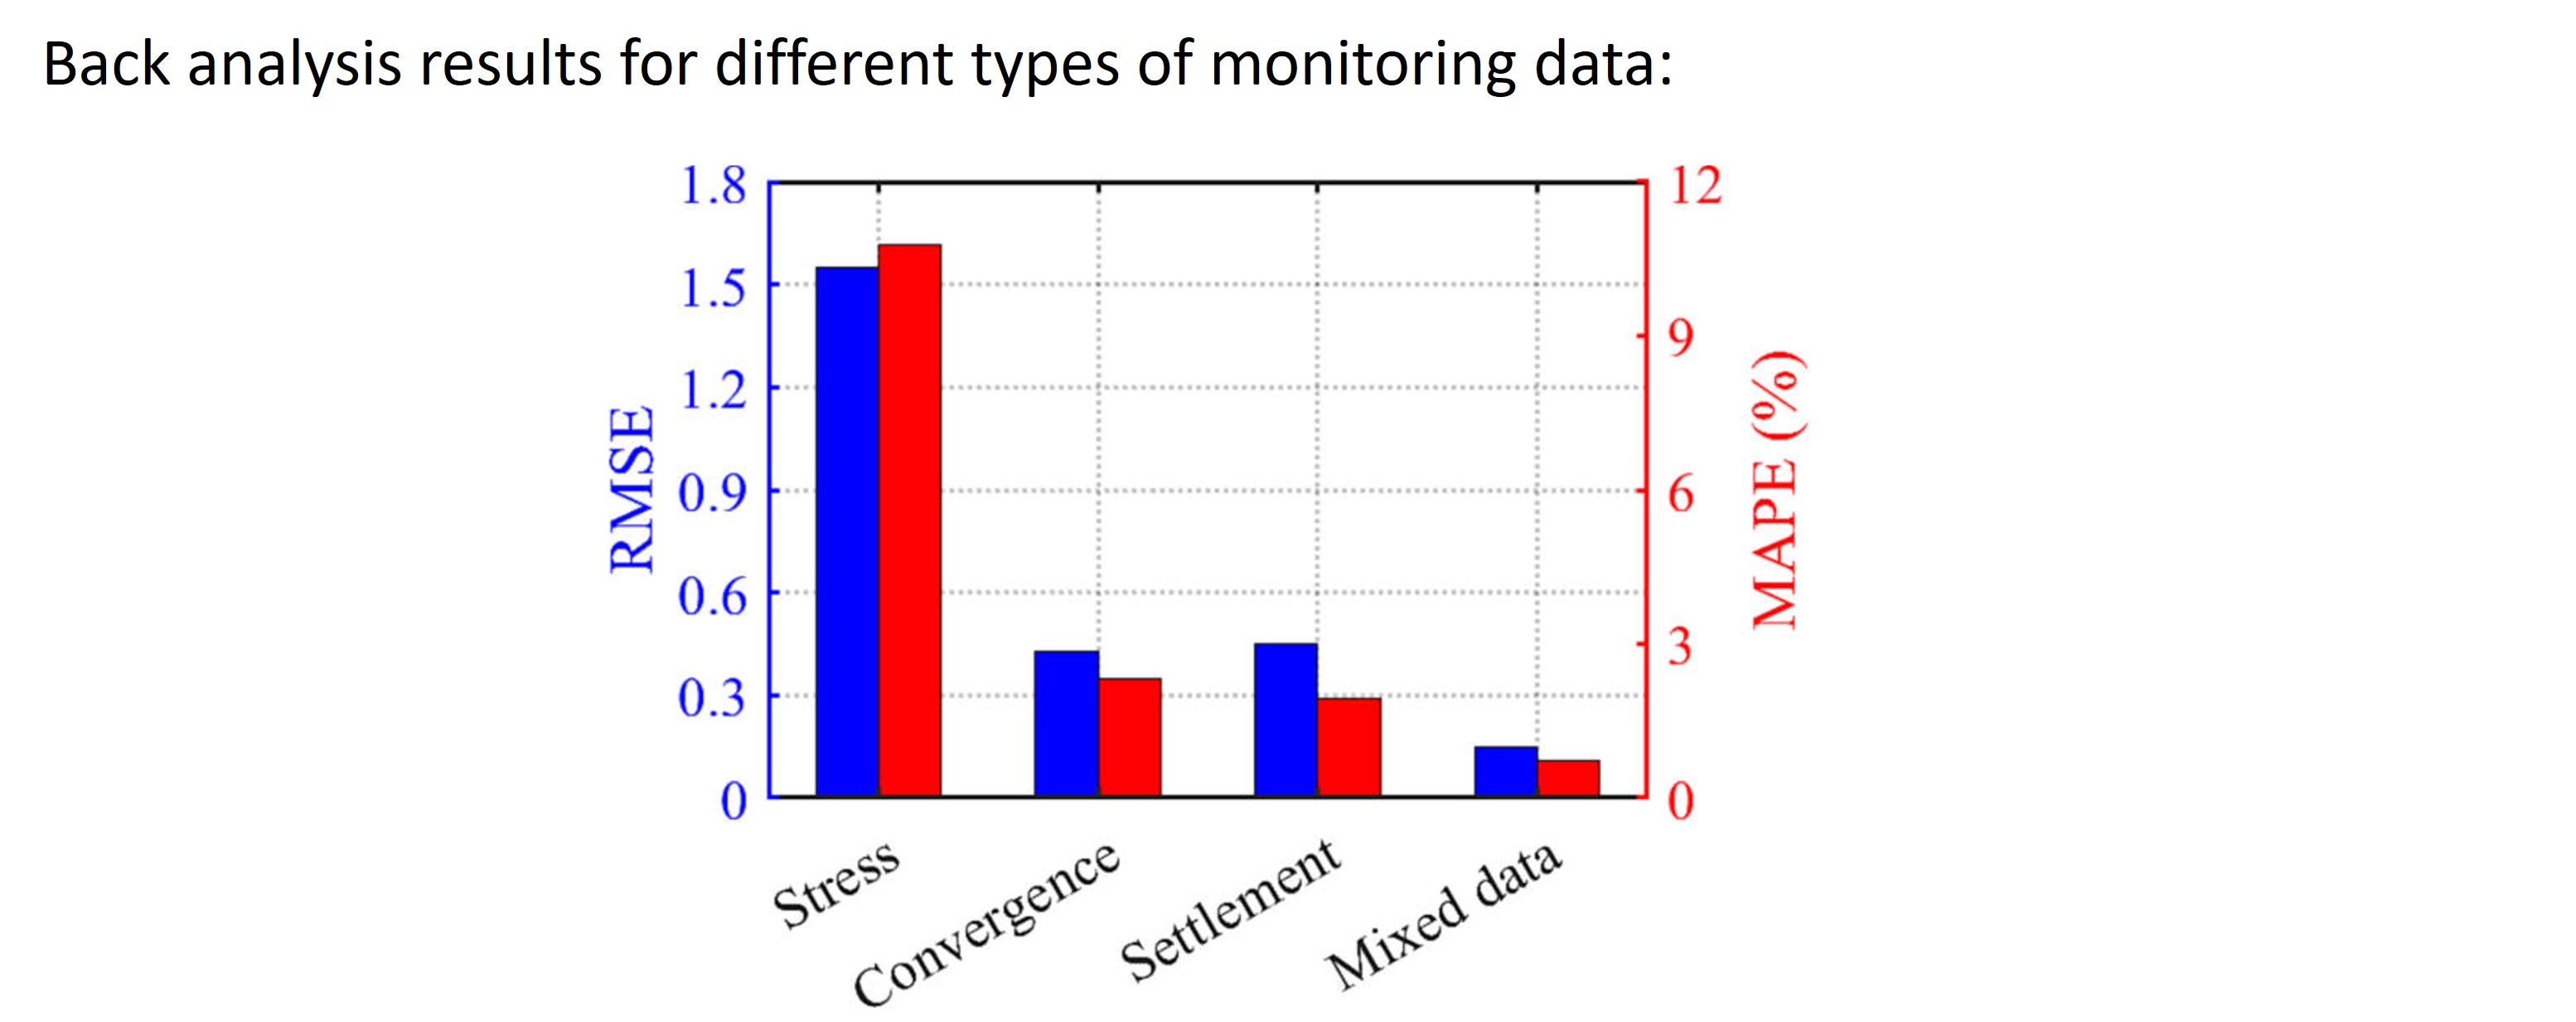 Back analysis results for different types of monitoring data:
1.8
1.5
1.2
0.9
0.6
0.3
0
RMSE
12
9
6
3
0
MAPE (%)
Stress
Convergence
Settlement
Mixed data